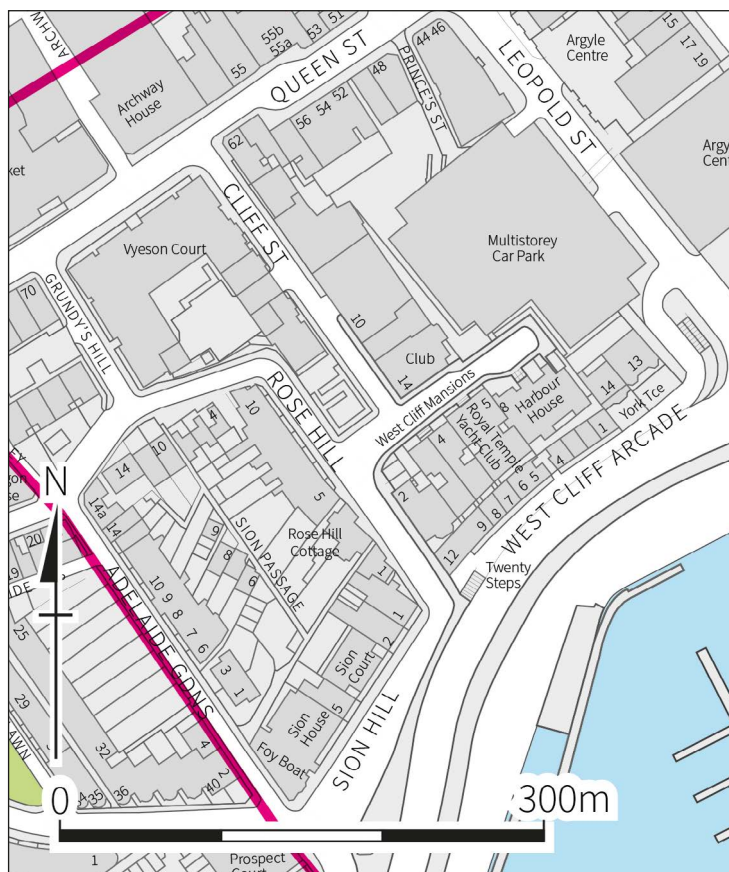 ARCHW
55b
55a
53
51
55
QUEEN ST
44 46
PRINCE'S ST
LEOPOLD ST
Argyle
Centre
15
17
19
Archway
House
48
52
54
56
62
CLIFF ST
Vyeson Court
Multistorey
Car Park
GRUNDY'S HILL
70
10
Club
14
West Cliff Mansions
ROSE HILL
Royal Temple
Yacht Club
Harbour
House
2
4
5
8
13
14
York Tce
1
4
5
6
7
8
9
12
WEST CLIFF ARCADE
Twenty
Steps
10
4
10
14
5
14a
14
SION PASSAGE
Rose Hill
Cottage
9
8
6
N
20
19
ADELAIDE GDNS
10
9
8
7
6
1
1
2
Sion
Court
5
SION HILL
3
1
Sion
House
Foy Boat
25
29
32
4
2
40
36
35
34
AWN
0
300m
1
Prospect
Court